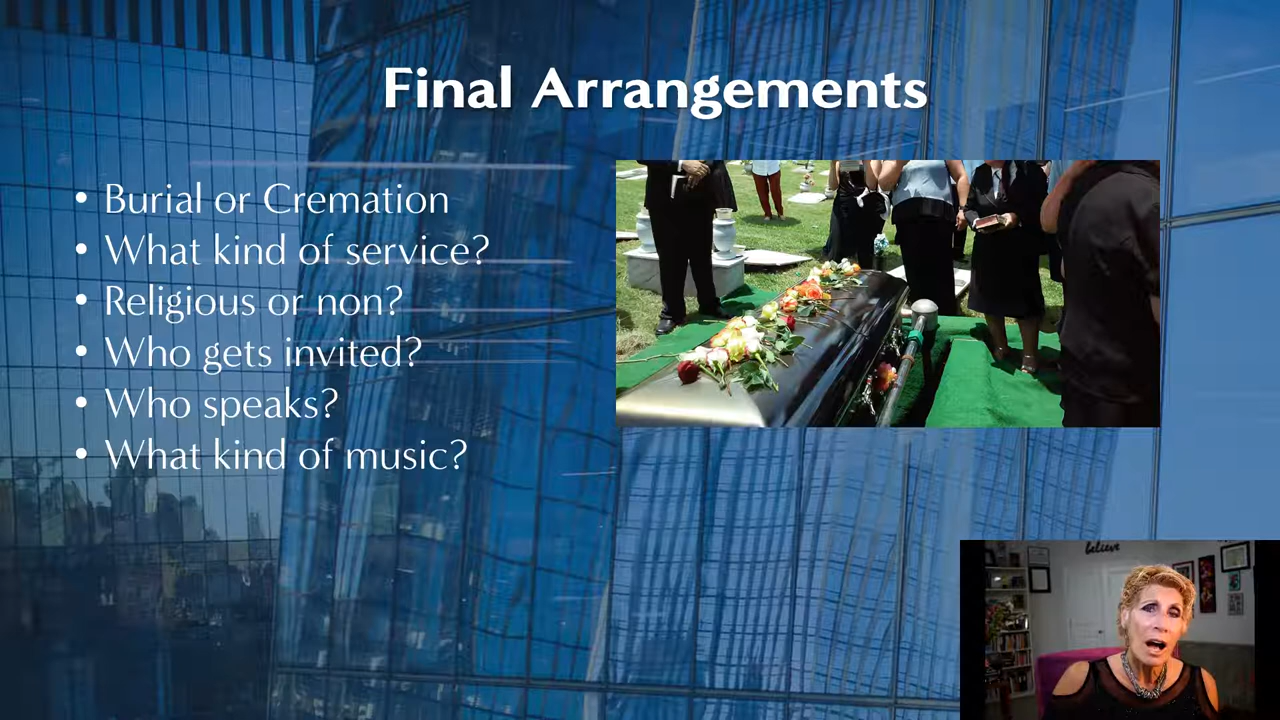 Final Arrangements
• Burial or Cremation
• What kind of service?
• Religious or non?
• Who gets invited?
• Who speaks?
• What kind of music?
believe